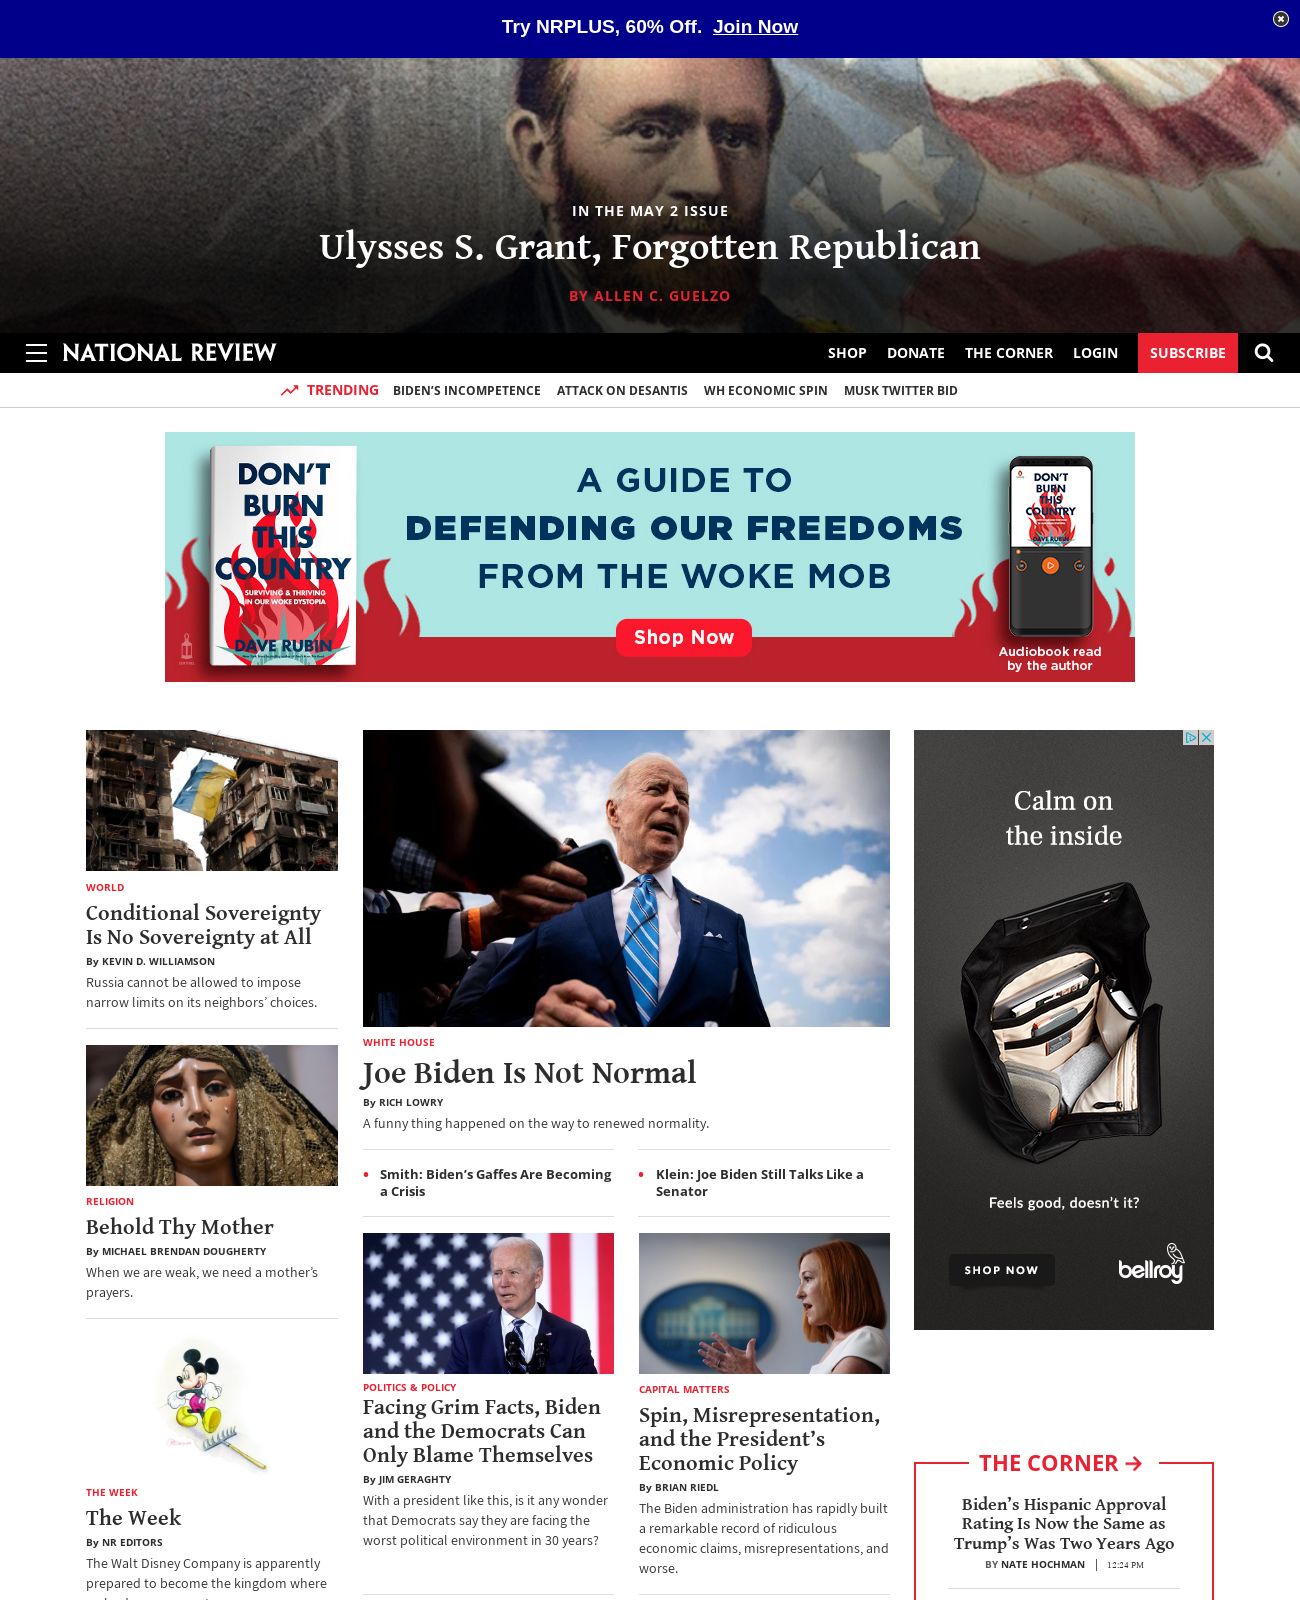 Try NRPLUS, 60% Off. Join Now
IN THE MAY 2 ISSUE
Ulysses S. Grant, Forgotten Republican
BY ALLEN C. GUELZO
NATIONAL REVIEW
SHOP DONATE THE CORNER LOGIN SUBSCRIBE
TRENDING BIDEN'S INCOMPETENCE ATTACK ON DESANTIS WH ECONOMIC SPIN MUSK TWITTER BID
DON'T
BURN
THIS
COUNTRY
SURVIVING & THRIVING
IN OUR WOKE DYSTOPIA
DAVE RUBIN
A GUIDE TO
DEFENDING OUR FREEDOMS
FROM THE WOKE MOB
Shop Now
DON'T
BURN
THIS
COUNTRY
DAVE RUBIN
Audiobook read
by the author
WORLD
Conditional Sovereignty
Is No Sovereignty at All
By KEVIN D. WILLIAMSON
Russia cannot be allowed to impose
narrow limits on its neighbors' choices.
RELIGION
Behold Thy Mother
By MICHAEL BRENDAN DOUGHERTY
When we are weak, we need a mother's
prayers.
THE WEEK
The Week
By NR EDITORS
The Walt Disney Company is apparently
prepared to become the kingdom where
WHITE HOUSE
Joe Biden Is Not Normal
By RICH LOWRY
A funny thing happened on the way to renewed normality.
• Smith: Biden's Gaffes Are Becoming
a Crisis
• Klein: Joe Biden Still Talks Like a
Senator
POLITICS & POLICY
Facing Grim Facts, Biden
and the Democrats Can
Only Blame Themselves
By JIM GERAGHTY
With a president like this, is it any wonder
that Democrats say they are facing the
worst political environment in 30 years?
CAPITAL MATTERS
Spin, Misrepresentation,
and the President's
Economic Policy
By BRIAN RIEDL
The Biden administration has rapidly built
a remarkable record of ridiculous
economic claims, misrepresentations, and
worse.
Calm on
the inside
Feels good, doesn't it?
SHOP NOW
bellroy
THE CORNER
Biden's Hispanic Approval
Rating Is Now the Same as
Trump's Was Two Years Ago
BY NATE HOCHMAN | 12:24 PM